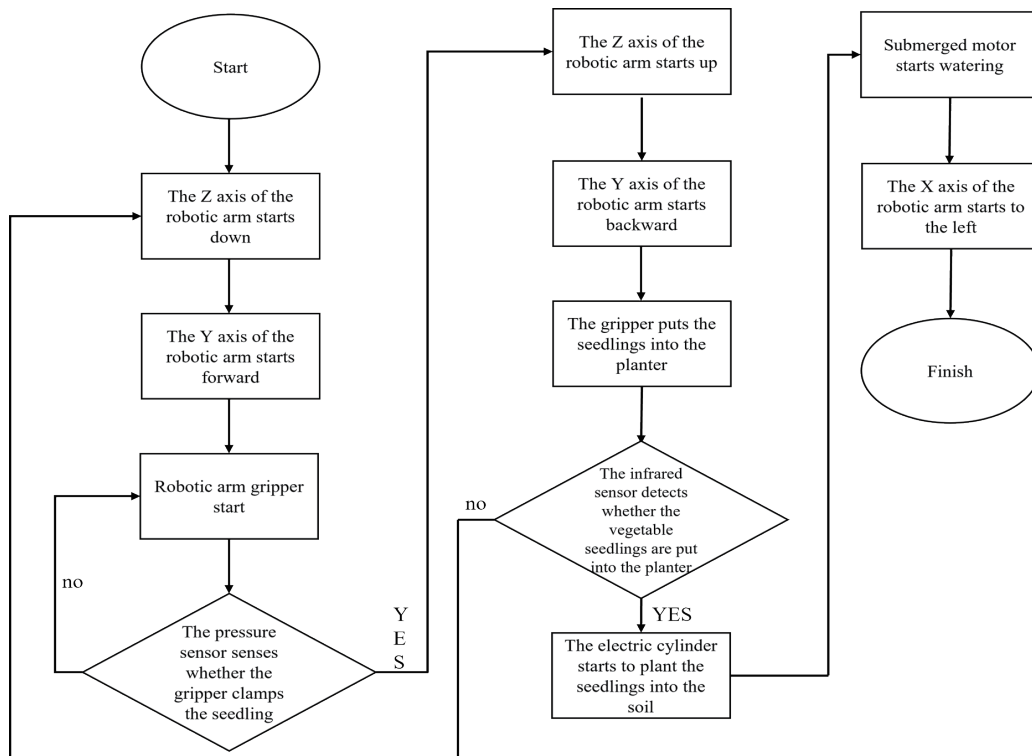 Start
The Z axis of the
robotic arm starts
down
The Y axis of the
robotic arm starts
forward
Robotic arm gripper
start
no
The pressure
sensor senses
whether the
gripper clamps
the seedling
Y
E
S
The Z axis of the
robotic arm starts up
The Y axis of the
robotic arm starts
backward
The gripper puts the
seedlings into the
planter
The infrared
sensor detects
whether the
vegetable
seedlings are put
into the planter
no
YES
The electric cylinder
starts to plant the
seedlings into the
soil
Submerged motor
starts watering
The X axis of the
robotic arm starts to
the left
Finish